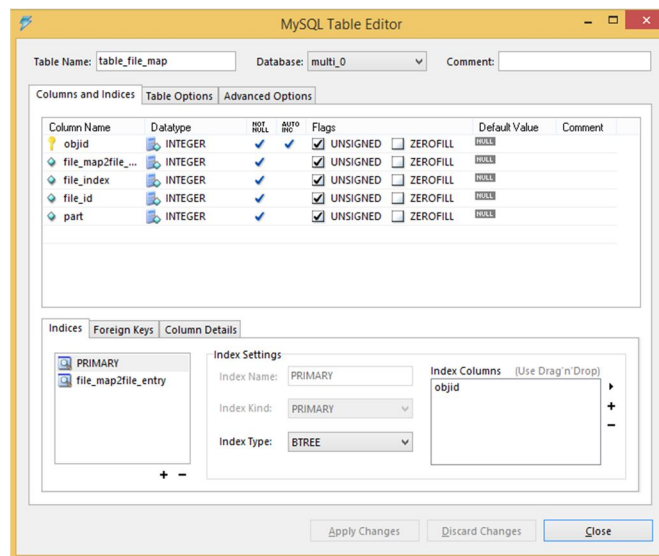 MySQL Table Editor
Table Name: table_file_map Database: multi_0 Comment:
Columns and Indices Table Options Advanced Options
Column Name Datatype NOT NULL AUTO INC Flags Default Value Comment
objid INTEGER UNSIGNED ZEROFILL NULL
file_map2file_... INTEGER UNSIGNED ZEROFILL NULL
file_index INTEGER UNSIGNED ZEROFILL NULL
file_id INTEGER UNSIGNED ZEROFILL NULL
part INTEGER UNSIGNED ZEROFILL NULL
Indices Foreign Keys Column Details
PRIMARY
file_map2file_entry
Index Settings
Index Name: PRIMARY
Index Kind: PRIMARY
Index Type: BTREE
Index Columns (Use Drag'n'Drop)
objid
Apply Changes Discard Changes Close